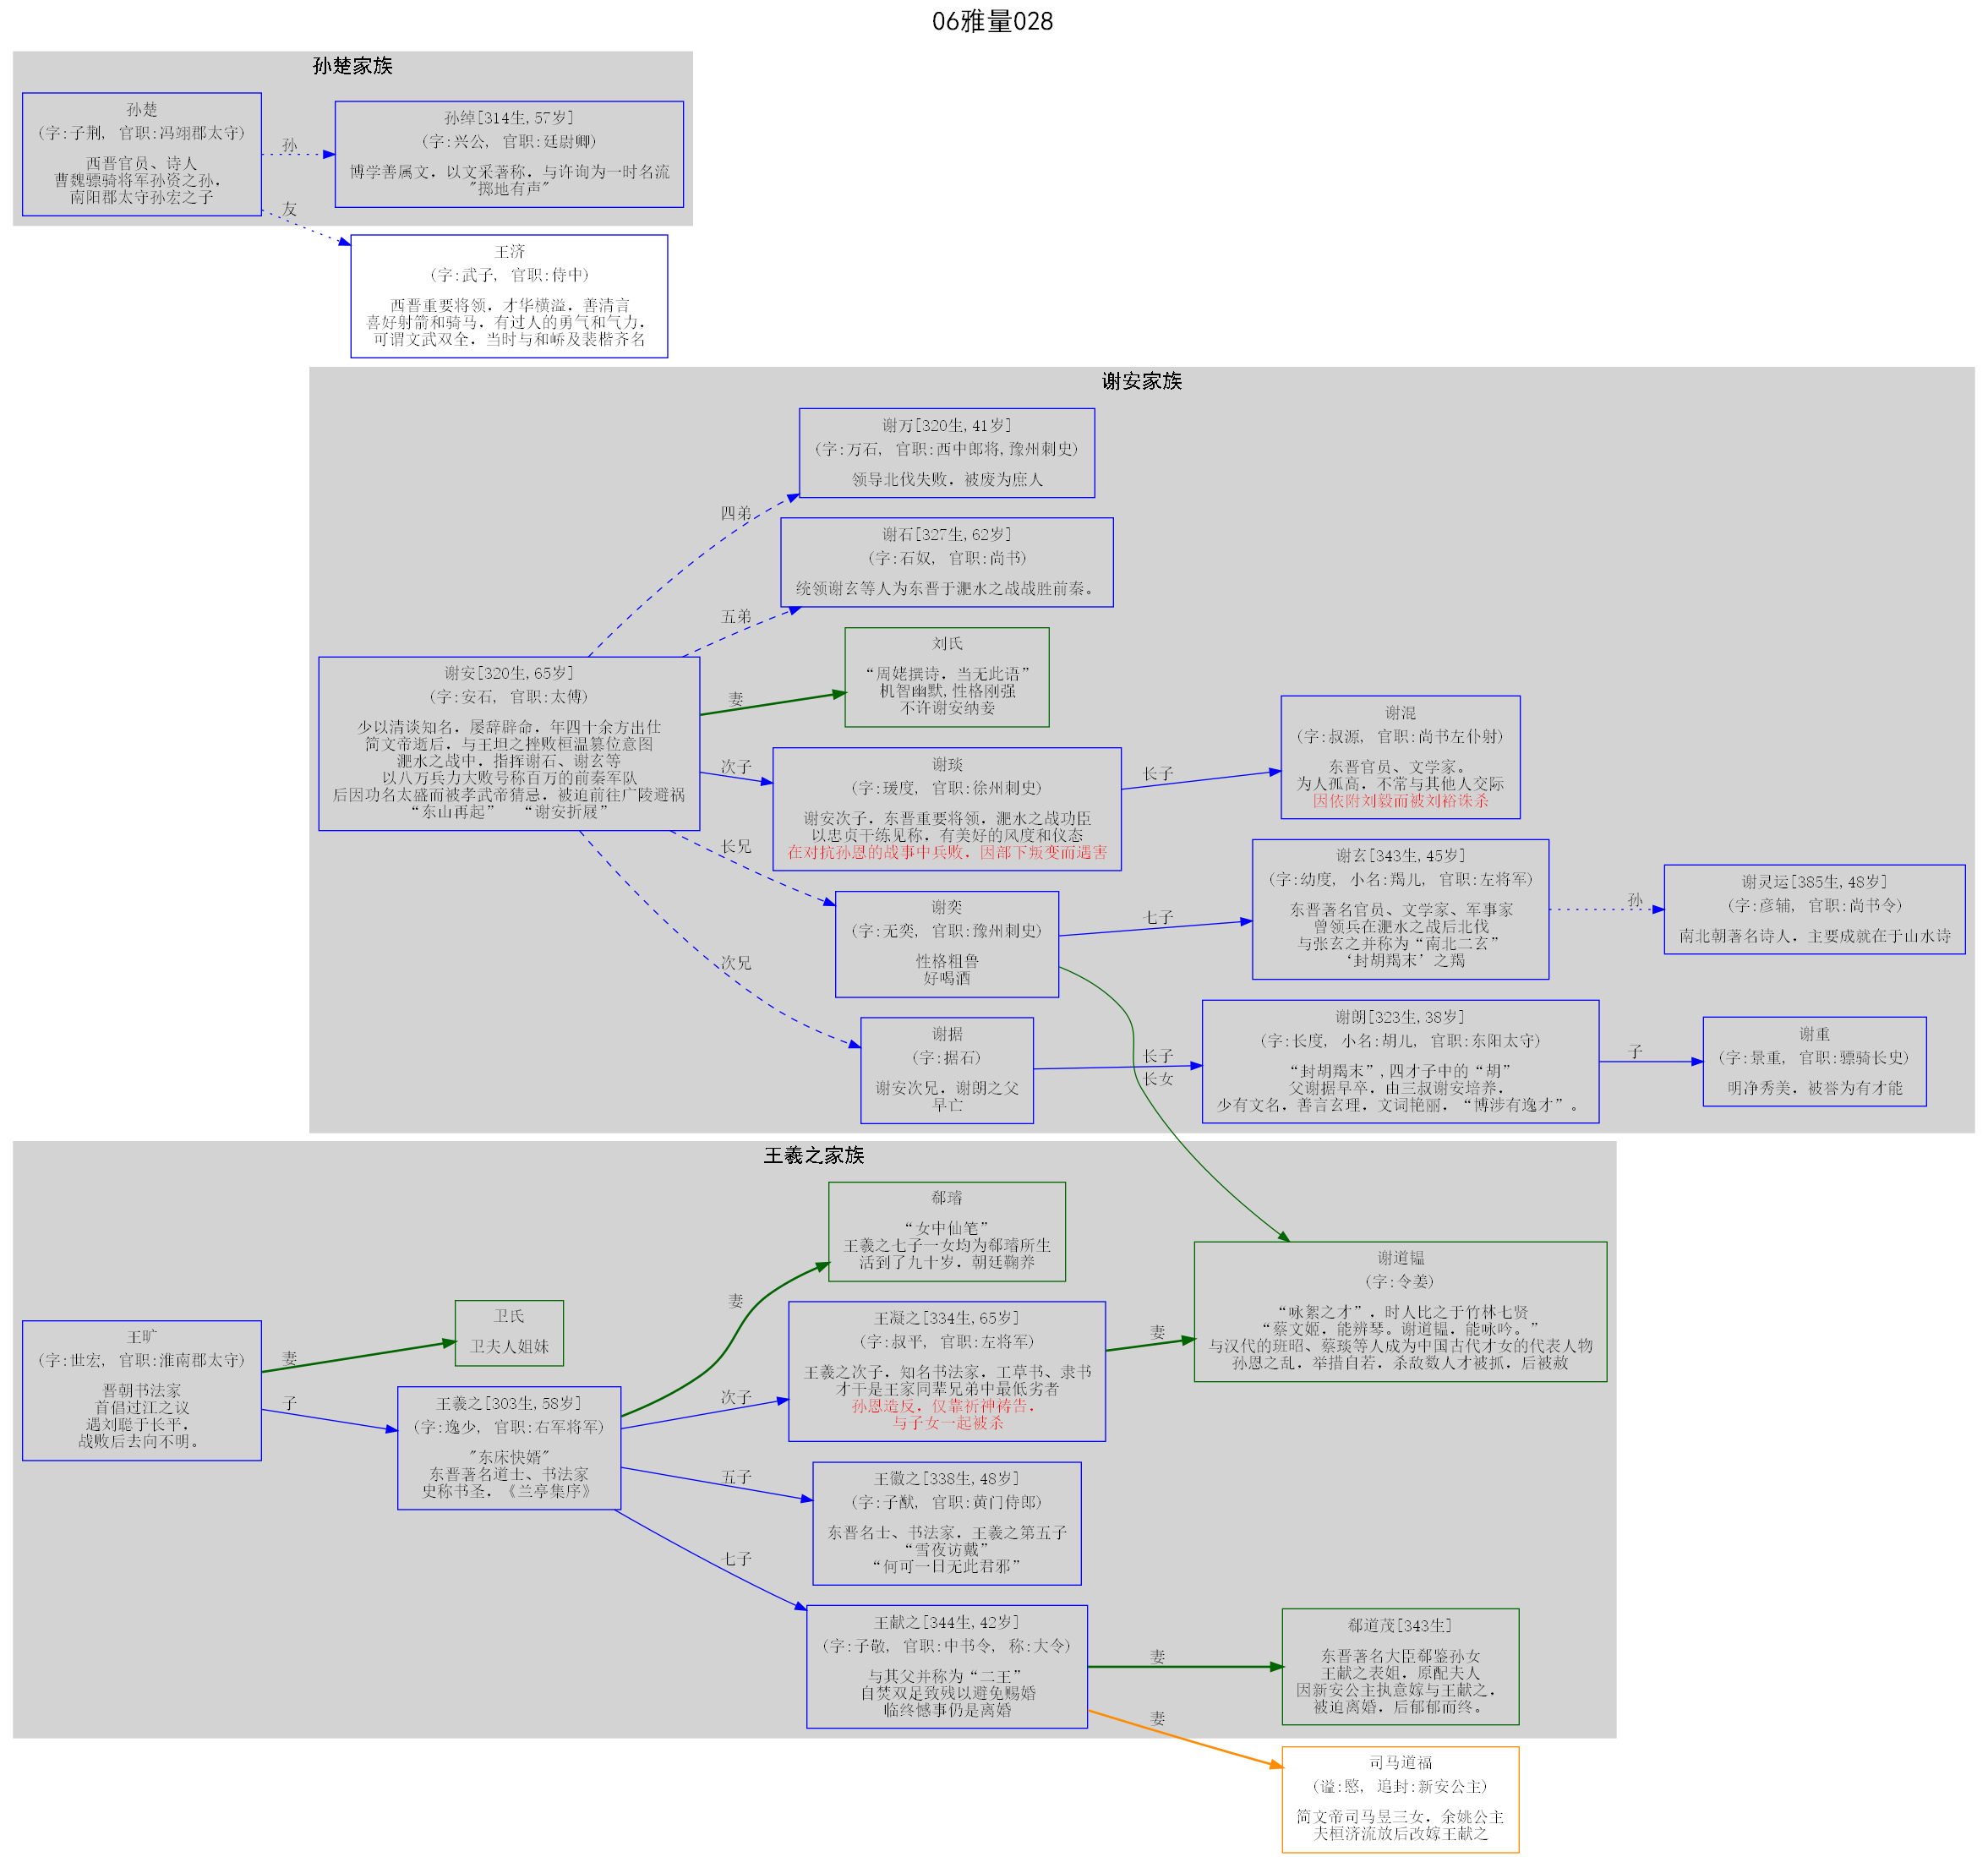 06雅量028
孙楚家族
孙楚
(字:子荆, 官职:冯翊郡太守)
西晋官员、诗人
曹魏骠骑将军孙资之孙，
南阳郡太守孙宏之子
孙
孙绰[314生,57岁]
(字:兴公, 官职:廷尉卿)
博学善属文，以文采著称，与许询为一时名流
"掷地有声"
友
王济
(字:武子, 官职:侍中)
西晋重要将领，才华横溢，善清言
喜好射箭和骑马，有过人的勇气和气力，
可谓文武双全，当时与和峤及裴楷齐名
谢安家族
谢万[320生,41岁]
(字:万石, 官职:西中郎将,豫州刺史)
领导北伐失败，被废为庶人
四弟
谢石[327生,62岁]
(字:石奴, 官职:尚书)
统领谢玄等人为东晋于淝水之战战胜前秦。
五弟
刘氏
“周姥撰诗，当无此语”
机智幽默,性格刚强
不许谢安纳妾
妻
谢安[320生,65岁]
(字:安石, 官职:太傅)
少以清谈知名，屡辞辟命，年四十余方出仕
简文帝逝后，与王坦之挫败桓温篡位意图
淝水之战中，指挥谢石、谢玄等
以八万兵力大败号称百万的前秦军队
后因功名太盛而被孝武帝猜忌，被迫前往广陵避祸
“东山再起” “谢安折屐”
次子
谢琰
(字:瑗度, 官职:徐州刺史)
谢安次子，东晋重要将领，淝水之战功臣
以忠贞干练见称，有美好的风度和仪态
在对抗孙恩的战事中兵败，因部下叛变而遇害
长子
谢混
(字:叔源, 官职:尚书左仆射)
东晋官员、文学家。
为人孤高，不常与其他人交际
因依附刘毅而被刘裕诛杀
长兄
谢奕
(字:无奕, 官职:豫州刺史)
性格粗鲁
好喝酒
七子
谢玄[343生,45岁]
(字:幼度, 小名:羯儿, 官职:左将军)
东晋著名官员、文学家、军事家
曾领兵在淝水之战后北伐
与张玄之并称为“南北二玄”
‘封胡羯末’之羯
孙
谢灵运[385生,48岁]
(字:彦辅, 官职:尚书令)
南北朝著名诗人，主要成就在于山水诗
次兄
谢据
(字:据石)
谢安次兄，谢朗之父
早亡
长子
长女
谢朗[323生,38岁]
(字:长度, 小名:胡儿, 官职:东阳太守)
“封胡羯末”,四才子中的“胡”
父谢据早卒，由三叔谢安培养，
少有文名，善言玄理，文词艳丽，“博涉有逸才”。
子
谢重
(字:景重, 官职:骠骑长史)
明净秀美，被誉为有才能
王羲之家族
郗璿
“女中仙笔”
王羲之七子一女均为郗璿所生
活到了九十岁，朝廷鞠养
妻
谢道韫
(字:令姜)
“咏絮之才”，时人比之于竹林七贤
“蔡文姬，能辨琴。谢道韫，能咏吟。”
与汉代的班昭、蔡琰等人成为中国古代才女的代表人物
孙恩之乱，举措自若，杀敌数人才被抓，后被赦
卫氏
卫夫人姐妹
妻
王旷
(字:世宏, 官职:淮南郡太守)
晋朝书法家
首倡过江之议
遇刘聪于长平，
战败后去向不明。
子
王凝之[334生,65岁]
(字:叔平, 官职:左将军)
王羲之次子，知名书法家，工草书、隶书
才干是王家同辈兄弟中最低劣者
孙恩造反，仅靠祈神祷告，
与子女一起被杀
妻
次子
王羲之[303生,58岁]
(字:逸少, 官职:右军将军)
"东床快婿"
东晋著名道士、书法家
史称书圣，《兰亭集序》
五子
王徽之[338生,48岁]
(字:子猷, 官职:黄门侍郎)
东晋名士、书法家，王羲之第五子
“雪夜访戴”
“何可一日无此君邪”
七子
王献之[344生,42岁]
(字:子敬, 官职:中书令, 称:大令)
与其父并称为“二王”
自焚双足致残以避免赐婚
临终憾事仍是离婚
妻
郗道茂[343生]
东晋著名大臣郗鉴孙女
王献之表姐，原配夫人
因新安公主执意嫁与王献之，
被迫离婚，后郁郁而终。
妻
司马道福
(谥:愍, 追封:新安公主)
简文帝司马昱三女，余姚公主
夫桓济流放后改嫁王献之